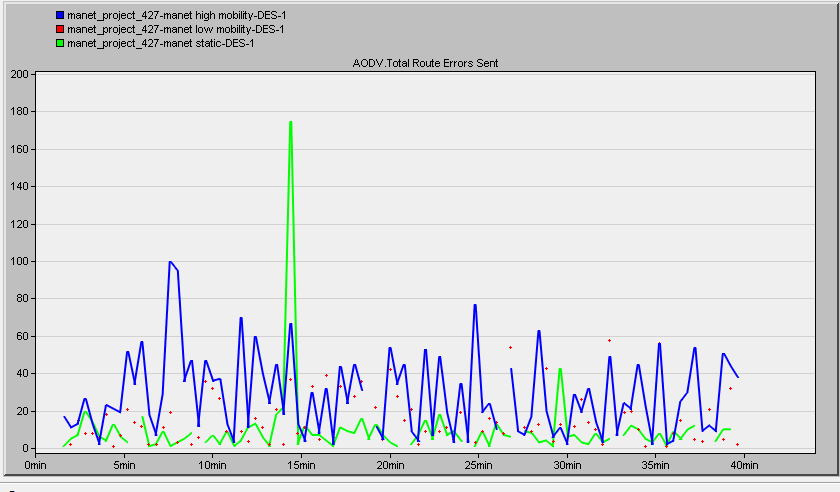 manet_project_427-manet high mobility-DES-1
manet_project_427-manet low mobility-DES-1
manet_project_427-manet static-DES-1
AODV.Total Route Errors Sent
200
180
160
140
120
100
80
60
40
20
0
0min 5min 10min 15min 20min 25min 30min 35min 40min